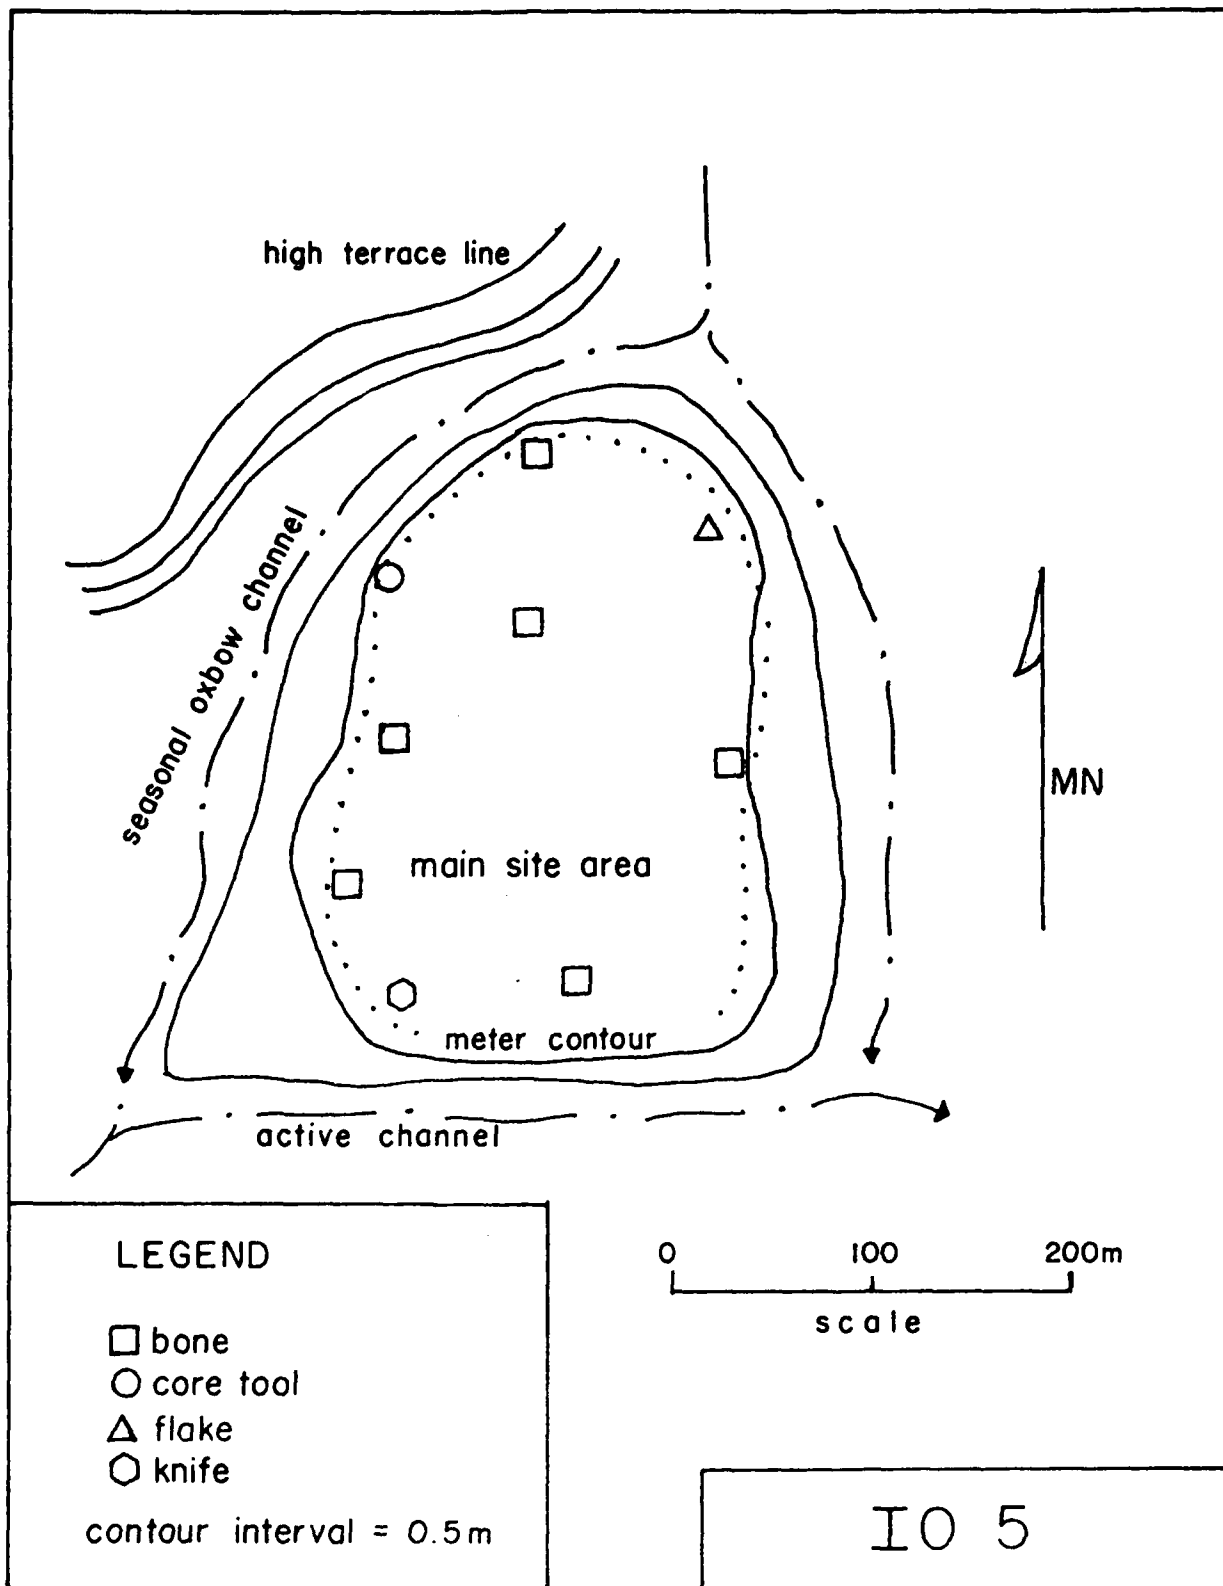 high terrace line
seasonal oxbow channel
MN
main site area
meter contour
active channel
LEGEND
bone
core tool
flake
knife
contour interval = 0.5m
0 100 200m
scale
IO 5